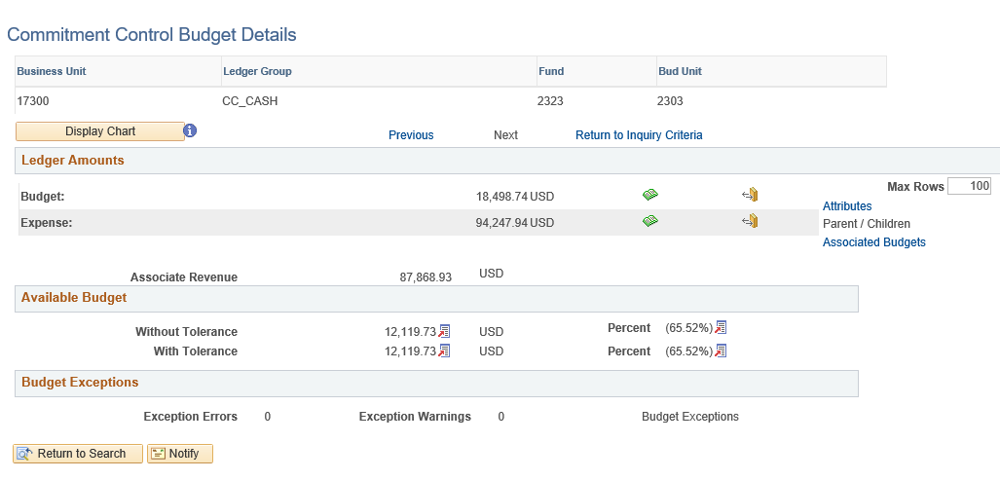 Commitment Control Budget Details
Business Unit Ledger Group Fund Bud Unit
17300 CC_CASH 2323 2303
Display Chart Previous Next Return to Inquiry Criteria
Ledger Amounts
Max Rows 100
Budget: 18,498.74 USD
Attributes
Expense: 94,247.94 USD Parent / Children
Associated Budgets
Associate Revenue 87,868.93 USD
Available Budget
Without Tolerance 12,119.73 USD Percent (65.52%)
With Tolerance 12,119.73 USD Percent (65.52%)
Budget Exceptions
Exception Errors 0 Exception Warnings 0 Budget Exceptions
Return to Search Notify